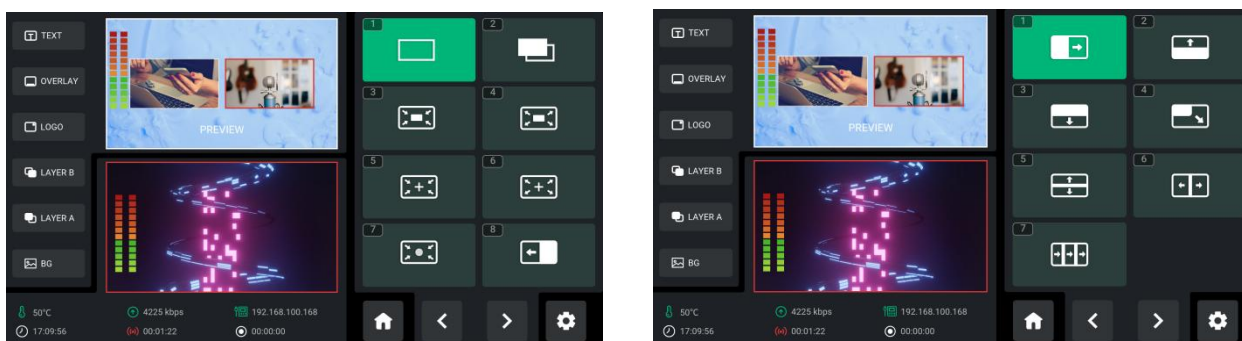 TEXT
OVERLAY
LOGO
LAYER B
LAYER A
BG
PREVIEW
1
2
3
4
5
6
7
8
50°C
4225 kbps
192.168.100.168
17:09:56
00:01:22
00:00:00
TEXT
OVERLAY
LOGO
LAYER B
LAYER A
BG
PREVIEW
1
2
3
4
5
6
7
50°C
4225 kbps
192.168.100.168
17:09:56
00:01:22
00:00:00